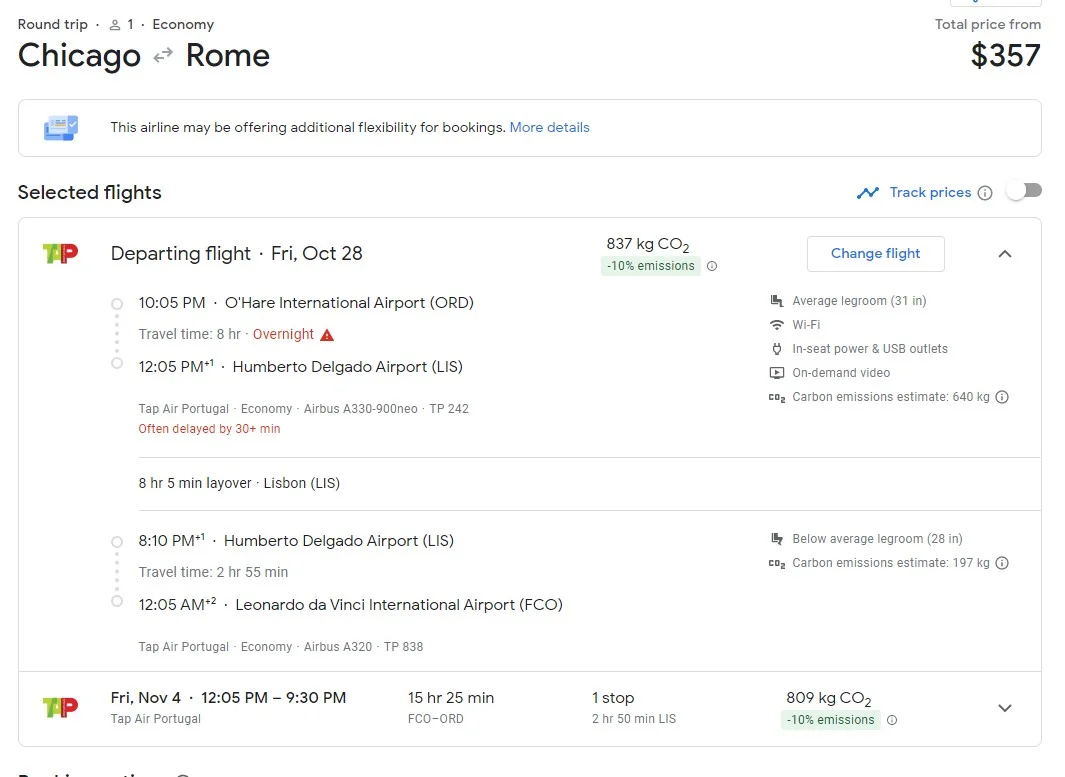 Round trip · 1 · Economy
Total price from
Chicago Rome
$357
This airline may be offering additional flexibility for bookings. More details
Selected flights
Track prices
TAP
Departing flight · Fri, Oct 28
837 kg CO2
-10% emissions
Change flight
10:05 PM · O'Hare International Airport (ORD)
Travel time: 8 hr · Overnight
12:05 PM+1 · Humberto Delgado Airport (LIS)
Tap Air Portugal · Economy · Airbus A330-900neo · TP 242
Often delayed by 30+ min
Average legroom (31 in)
Wi-Fi
In-seat power & USB outlets
On-demand video
CO2 Carbon emissions estimate: 640 kg
8 hr 5 min layover · Lisbon (LIS)
8:10 PM+1 · Humberto Delgado Airport (LIS)
Travel time: 2 hr 55 min
12:05 AM+2 · Leonardo da Vinci International Airport (FCO)
Tap Air Portugal · Economy · Airbus A320 · TP 838
Below average legroom (28 in)
CO2 Carbon emissions estimate: 197 kg
TAP
Fri, Nov 4 · 12:05 PM – 9:30 PM
Tap Air Portugal
15 hr 25 min
FCO–ORD
1 stop
2 hr 50 min LIS
809 kg CO2
-10% emissions